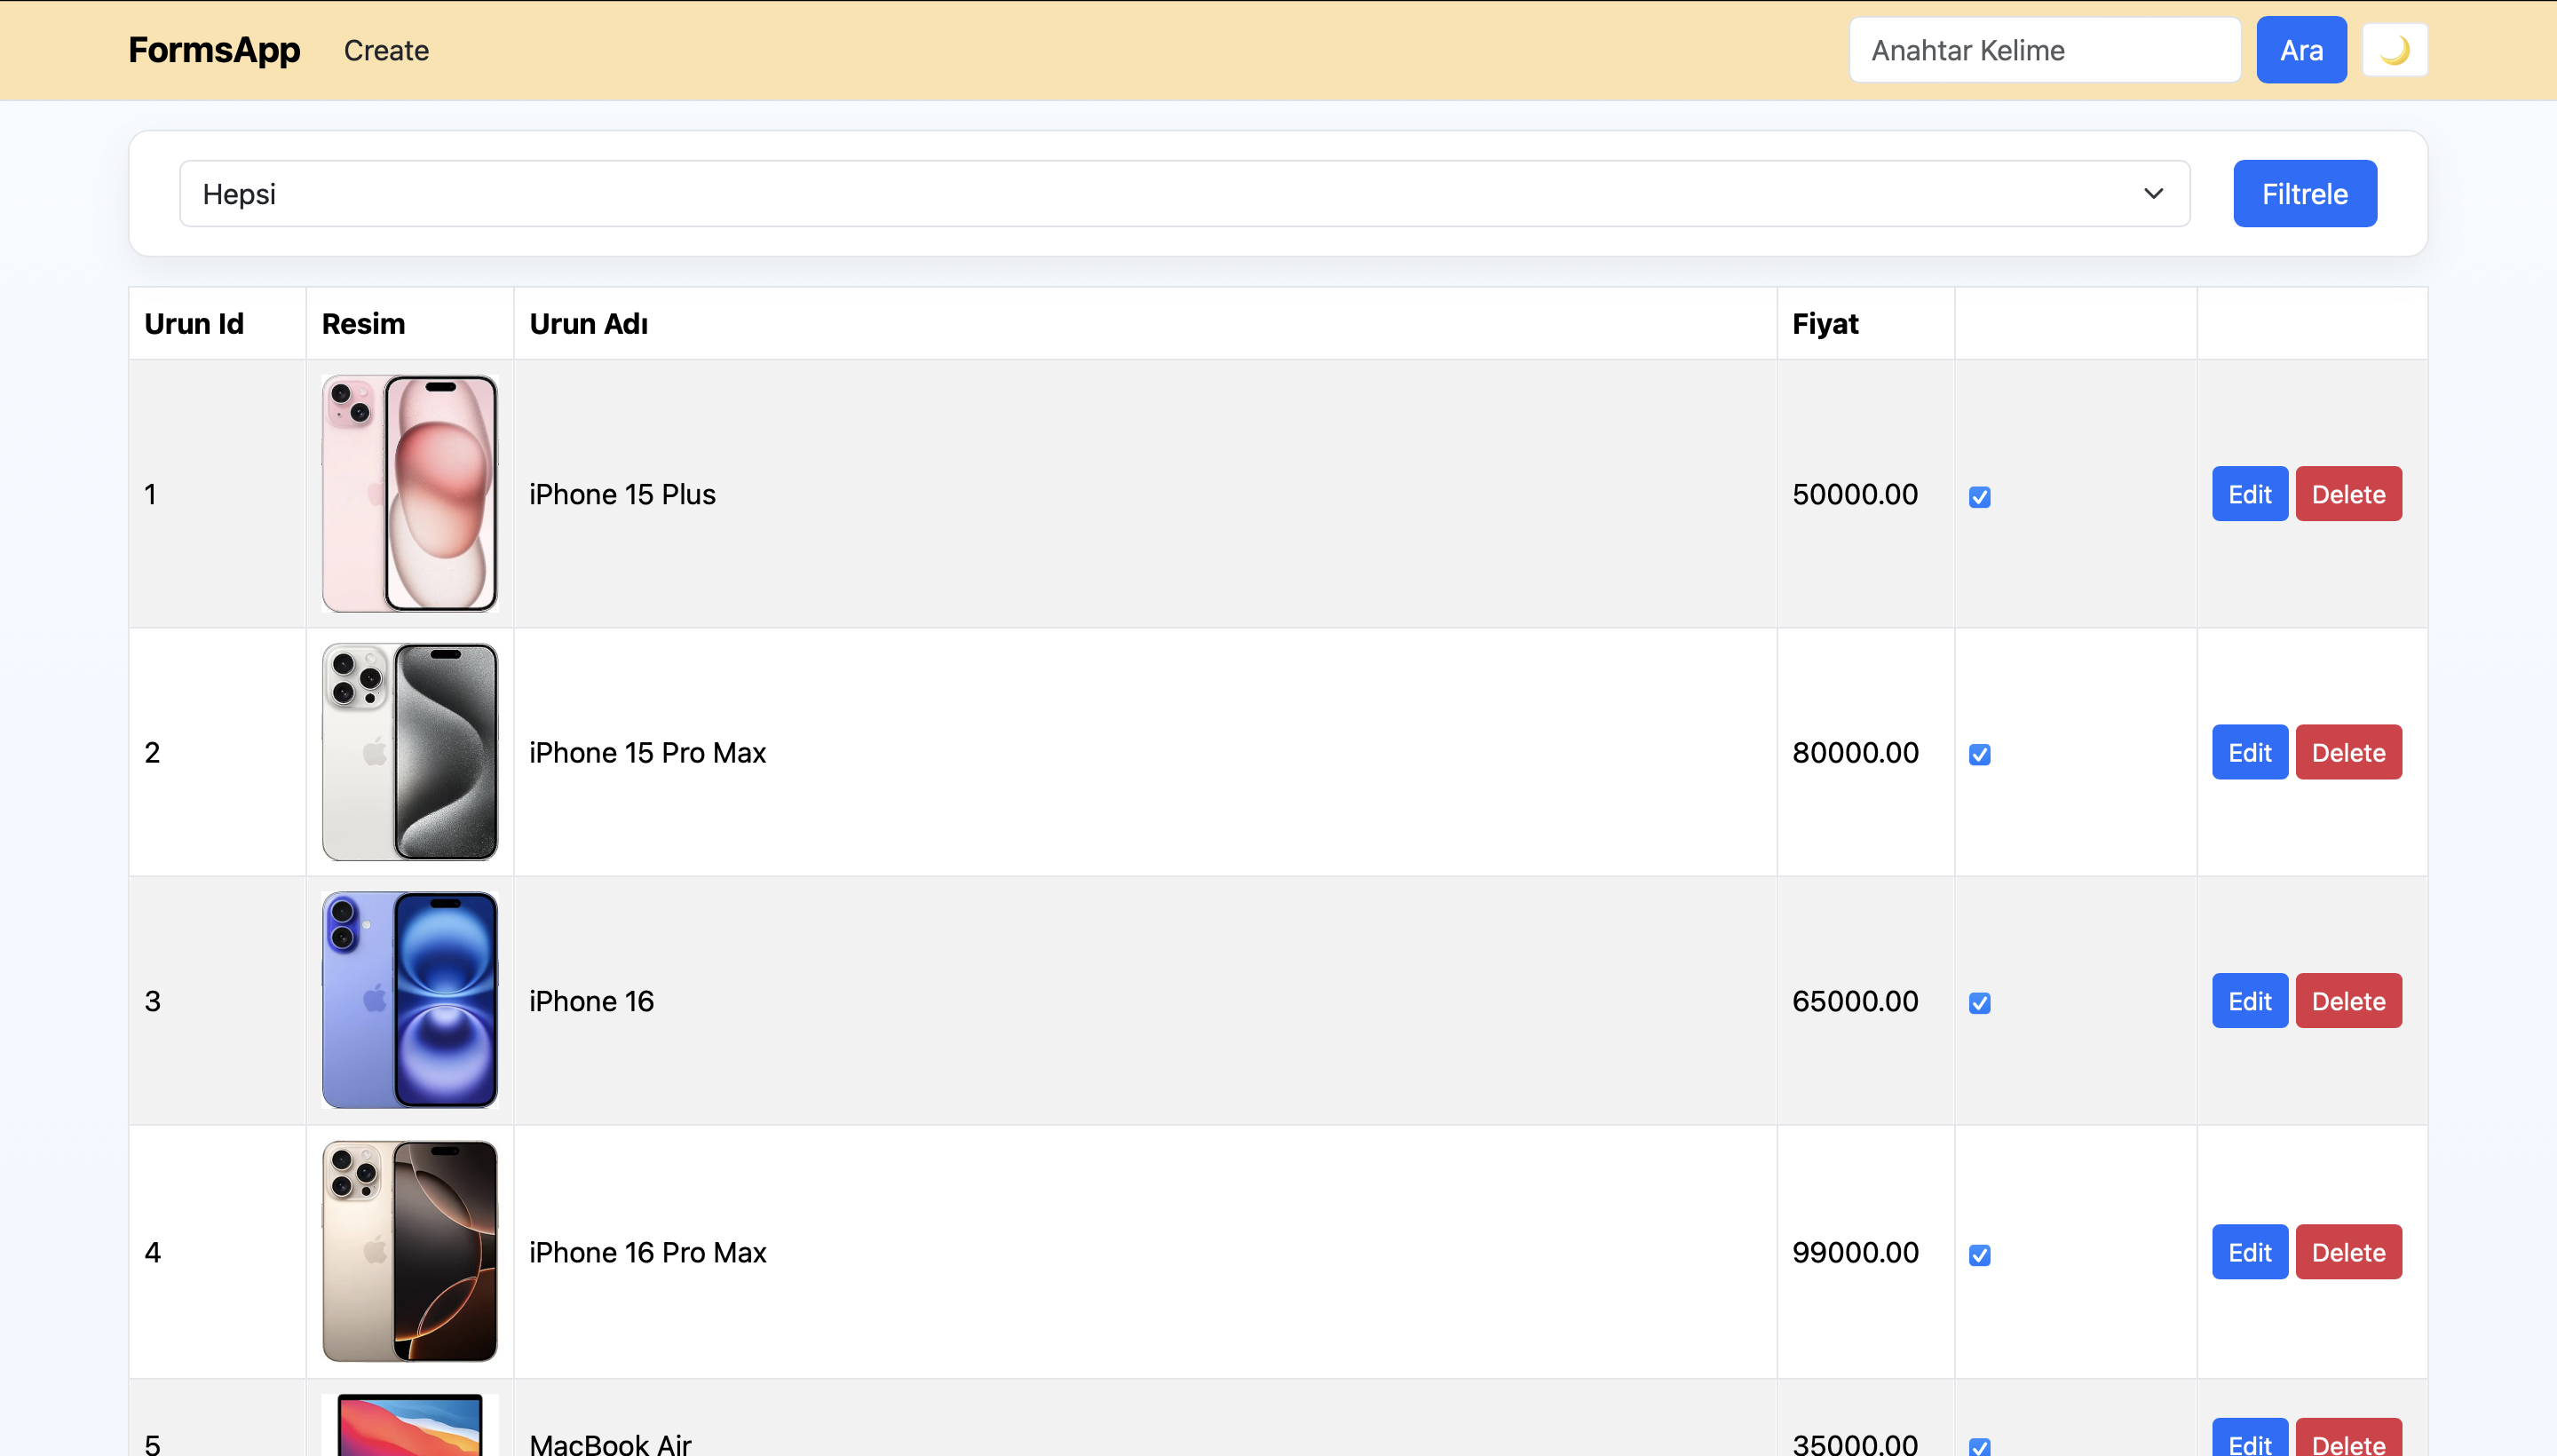 FormsApp Create Anahtar Kelime Ara
Hepsi Filtrele
Urun Id Resim Urun Adı Fiyat
1 iPhone 15 Plus 50000.00 Edit Delete
2 iPhone 15 Pro Max 80000.00 Edit Delete
3 iPhone 16 65000.00 Edit Delete
4 iPhone 16 Pro Max 99000.00 Edit Delete
5 MacBook Air 35000.00 Edit Delete